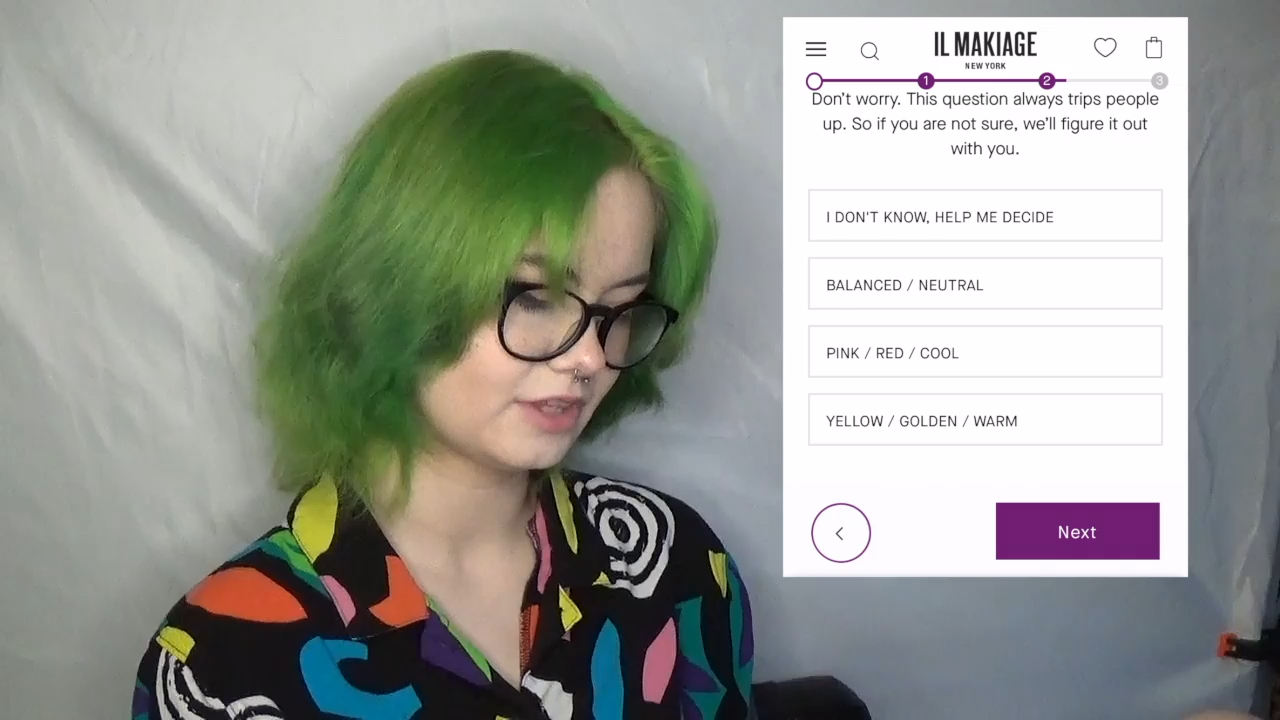 IL MAKIAGE
NEW YORK
1 2 3
Don't worry. This question always trips people
up. So if you are not sure, we'll figure it out
with you.
I DON'T KNOW, HELP ME DECIDE
BALANCED / NEUTRAL
PINK / RED / COOL
YELLOW / GOLDEN / WARM
Next